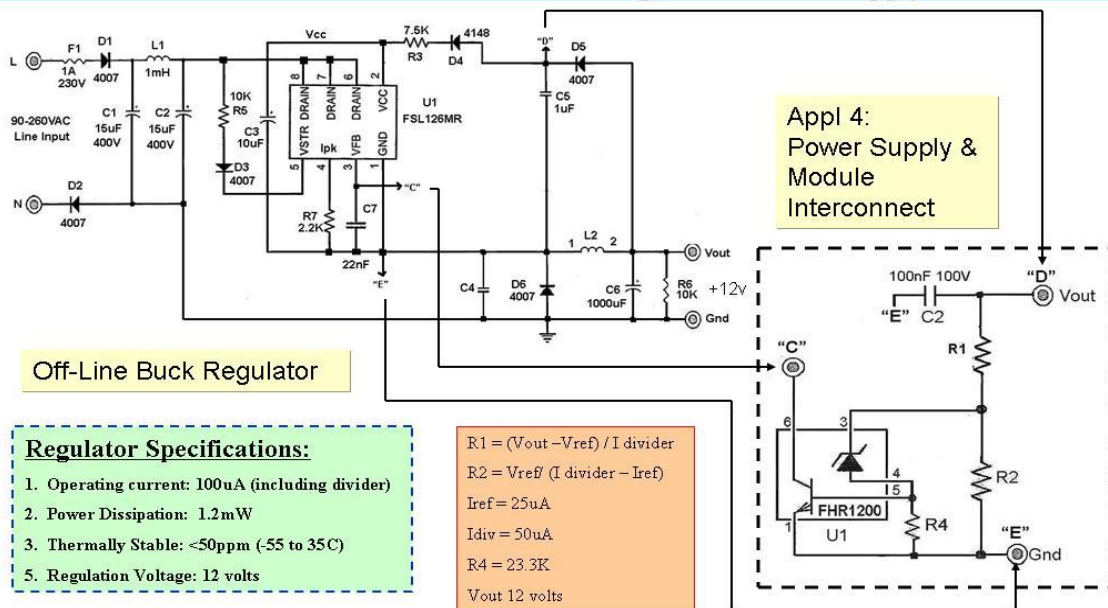 L
F1
1A
230V
D1
4007
L1
1mH
C1
15uF
400V
C2
15uF
400V
90-260VAC
Line Input
N
D2
4007
10K
R5
D3
4007
C3
10uF
Vcc
7.5K
R3
4148
D4
"D"
D5
4007
C5
1uF
8
7
6
2
DRAIN
DRAIN
DRAIN
VCC
U1
FSL126MR
VSTR
Ipk
VFB
GND
5
4
3
1
"C"
R7
2.2K
C7
22nF
"E"
C4
D6
4007
1
L2
2
C6
1000uF
R6
10K
Vout
+12v
Gnd
Appl 4:
Power Supply &
Module
Interconnect
100nF 100V
"E"
C2
"D"
Vout
R1
"C"
6
3
4
5
FHR1200
1
U1
R4
R2
"E"
Gnd
Off-Line Buck Regulator
Regulator Specifications:
1. Operating current: 100uA (including divider)
2. Power Dissipation: 1.2mW
3. Thermally Stable: <50ppm (-55 to 35C)
5. Regulation Voltage: 12 volts
R1 = (Vout –Vref) / I divider
R2 = Vref/ (I divider – Iref)
Iref = 25uA
Idiv = 50uA
R4 = 23.3K
Vout 12 volts